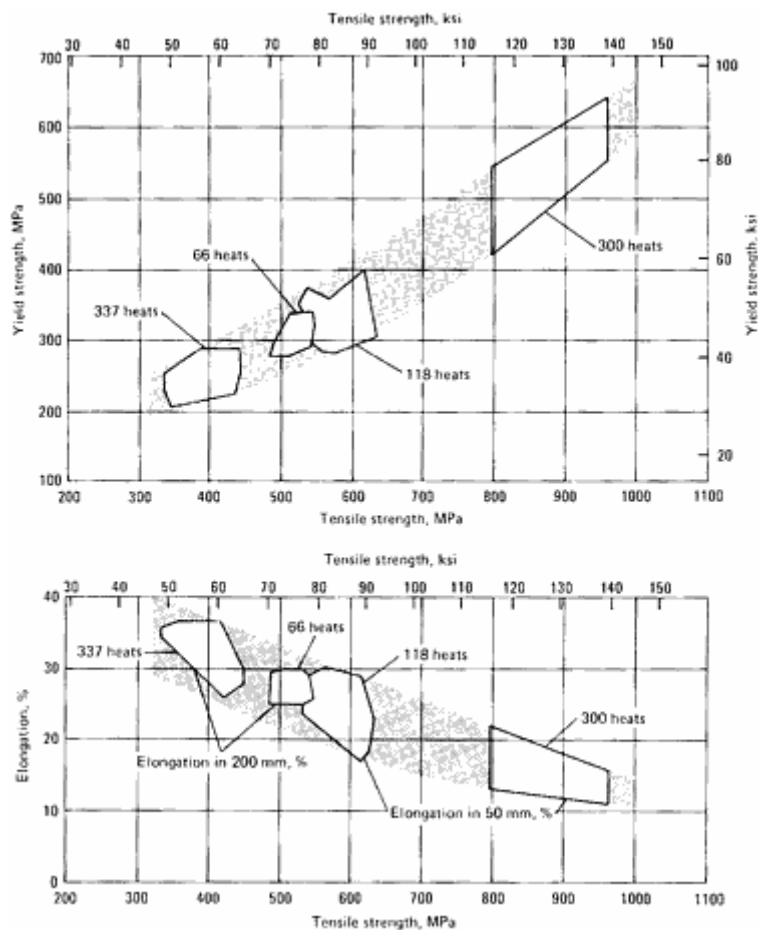 Tensile strength, ksi
30 40 50 60 70 80 90 100 110 120 130 140 150
700
600
500
400
300
200
100
Yield strength, MPa
100
80
60
40
20
Yield strength, ksi
66 heats
300 heats
337 heats
118 heats
200 300 400 500 600 700 800 900 1000 1100
Tensile strength, MPa
Tensile strength, ksi
30 40 50 60 70 80 90 100 110 120 130 140 150
40
30
20
10
0
Elongation, %
66 heats
337 heats
118 heats
300 heats
Elongation in 200 mm, %
Elongation in 50 mm, %
200 300 400 500 600 700 800 900 1000 1100
Tensile strength, MPa